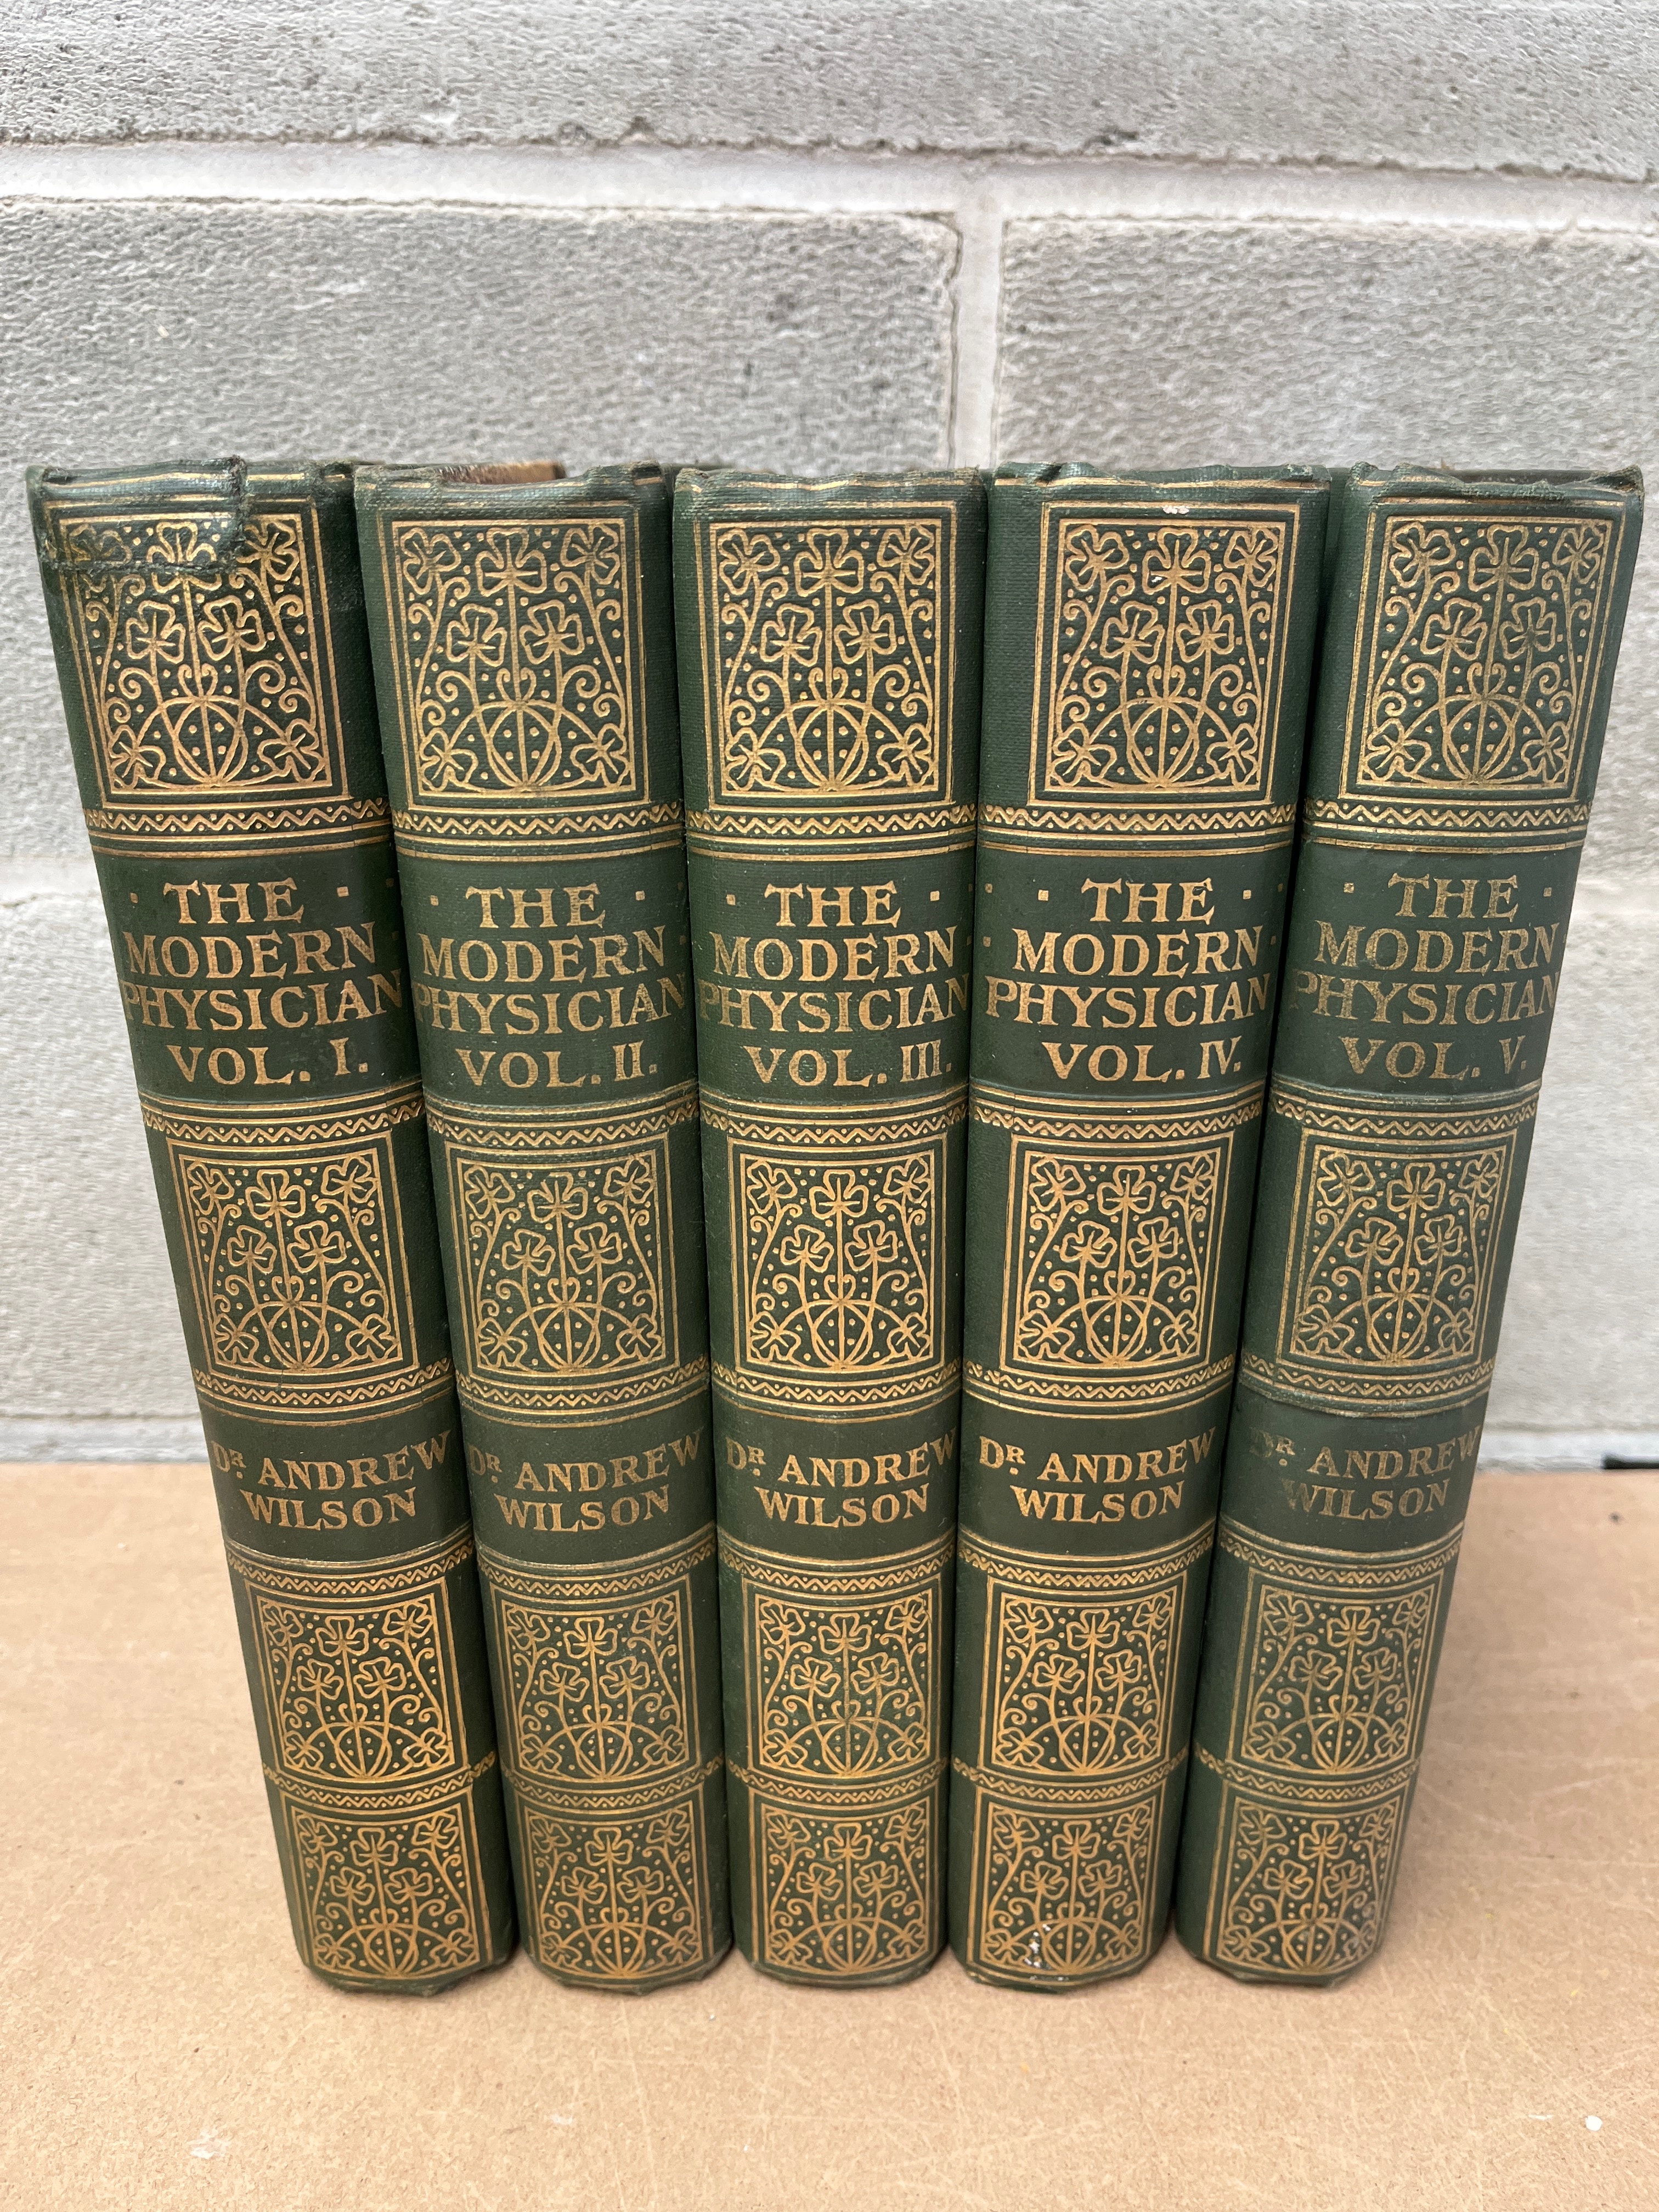 THE
MODERN
PHYSICIAN
VOL. I.
DR. ANDREW
WILSON
THE
MODERN
PHYSICIAN
VOL. II.
DR. ANDREW
WILSON
THE
MODERN
PHYSICIAN
VOL. III.
DR. ANDREW
WILSON
THE
MODERN
PHYSICIAN
VOL. IV.
DR. ANDREW
WILSON
THE
MODERN
PHYSICIAN
VOL. V.
DR. ANDREW
WILSON